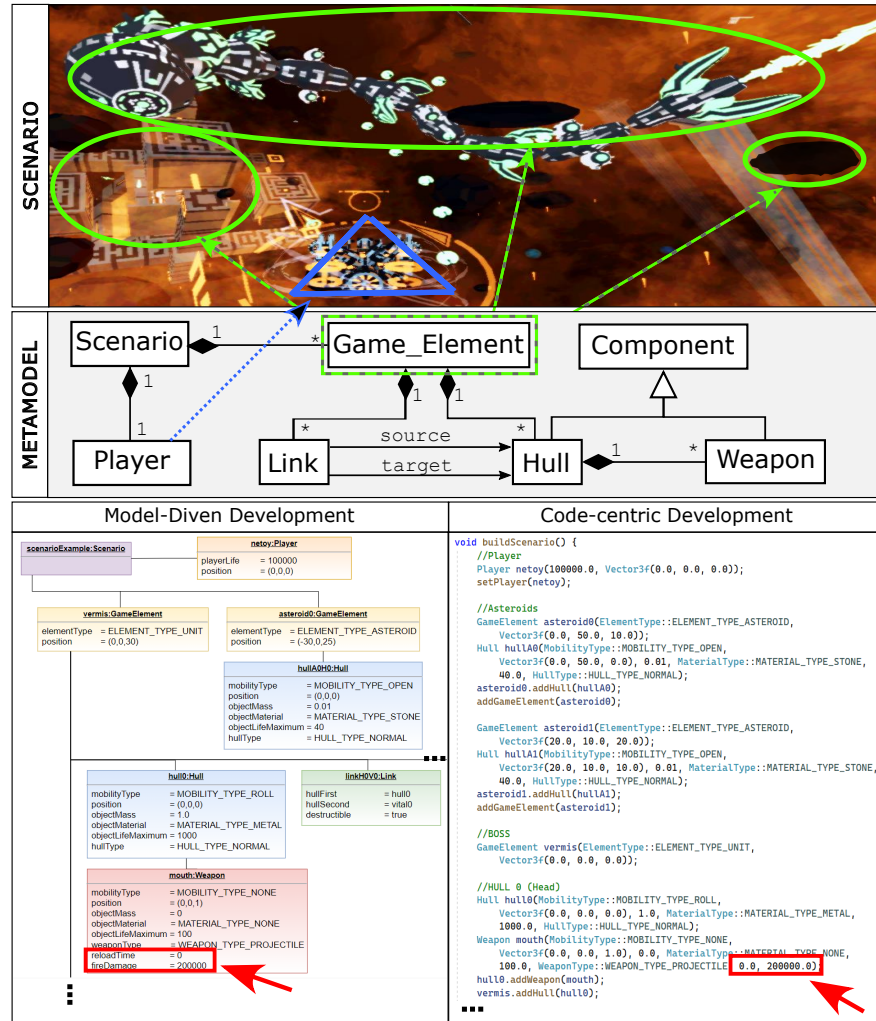 SCENARIO
METAMODEL
Scenario
1
*
Game_Element
Component
1
1
1
1
*
*
Player
Link
source
target
Hull
1
*
Weapon
Model-Diven Development
scenarioExample:Scenario
netoy:Player
playerLife = 100000
position = (0,0,0)
vermis:GameElement
elementType = ELEMENT_TYPE_UNIT
position = (0,0,30)
asteroid0:GameElement
elementType = ELEMENT_TYPE_ASTEROID
position = (-30,0,25)
hullA0H0:Hull
mobilityType = MOBILITY_TYPE_OPEN
position = (0,0,0)
objectMass = 0.01
objectMaterial = MATERIAL_TYPE_STONE
objectLifeMaximum = 40
hullType = HULL_TYPE_NORMAL
hull0:Hull
mobilityType = MOBILITY_TYPE_ROLL
position = (0,0,0)
objectMass = 1.0
objectMaterial = MATERIAL_TYPE_METAL
objectLifeMaximum = 1000
hullType = HULL_TYPE_NORMAL
linkH0V0:Link
hullFirst = hull0
hullSecond = vital0
destructible = true
mouth:Weapon
mobilityType = MOBILITY_TYPE_NONE
position = (0,0,1)
objectMass = 0
objectMaterial = MATERIAL_TYPE_NONE
objectLifeMaximum = 100
weaponType = WEAPON_TYPE_PROJECTILE
reloadTime = 0
fireDamage = 200000
Code-centric Development
void buildScenario() {
//Player
Player netoy(100000.0, Vector3f(0.0, 0.0, 0.0));
setPlayer(netoy);
//Asteroids
GameElement asteroid0(ElementType::ELEMENT_TYPE_ASTEROID,
Vector3f(0.0, 50.0, 10.0));
Hull hullA0(MobilityType::MOBILITY_TYPE_OPEN,
Vector3f(0.0, 50.0, 0.0), 0.01, MaterialType::MATERIAL_TYPE_STONE,
40.0, HullType::HULL_TYPE_NORMAL);
asteroid0.addHull(hullA0);
addGameElement(asteroid0);
GameElement asteroid1(ElementType::ELEMENT_TYPE_ASTEROID,
Vector3f(20.0, 10.0, 20.0));
Hull hullA1(MobilityType::MOBILITY_TYPE_OPEN,
Vector3f(20.0, 10.0, 10.0), 0.01, MaterialType::MATERIAL_TYPE_STONE,
40.0, HullType::HULL_TYPE_NORMAL);
asteroid1.addHull(hullA1);
addGameElement(asteroid1);
//BOSS
GameElement vermis(ElementType::ELEMENT_TYPE_UNIT,
Vector3f(0.0, 0.0, 0.0));
//HULL 0 (Head)
Hull hull0(MobilityType::MOBILITY_TYPE_ROLL,
Vector3f(0.0, 0.0, 0.0), 1.0, MaterialType::MATERIAL_TYPE_METAL,
1000.0, HullType::HULL_TYPE_NORMAL);
Weapon mouth(MobilityType::MOBILITY_TYPE_NONE,
Vector3f(0.0, 0.0, 1.0), 0.0, MaterialType::MATERIAL_TYPE_NONE,
100.0, WeaponType::WEAPON_TYPE_PROJECTILE, 0.0, 200000.0);
hull0.addWeapon(mouth);
vermis.addHull(hull0);